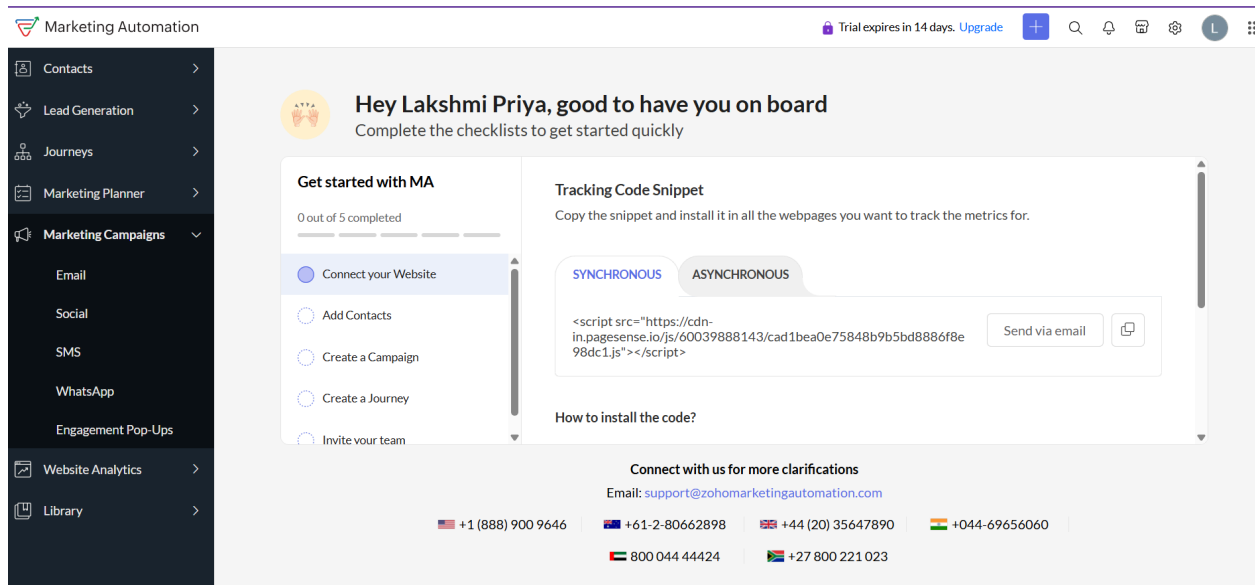 Marketing Automation
Trial expires in 14 days. Upgrade
L
Contacts
Lead Generation
Journeys
Marketing Planner
Marketing Campaigns
Email
Social
SMS
WhatsApp
Engagement Pop-Ups
Website Analytics
Library
Hey Lakshmi Priya, good to have you on board
Complete the checklists to get started quickly
Get started with MA
0 out of 5 completed
Connect your Website
Add Contacts
Create a Campaign
Create a Journey
Invite your team
Tracking Code Snippet
Copy the snippet and install it in all the webpages you want to track the metrics for.
SYNCHRONOUS
ASYNCHRONOUS
<script src="https://cdn-
in.pagesense.io/js/60039888143/cad1bea0e75848b9b5bd8886f8e
98dc1.js"></script>
Send via email
How to install the code?
Connect with us for more clarifications
Email: support@zohomarketingautomation.com
+1 (888) 900 9646
+61-2-80662898
+44 (20) 35647890
+044-69656060
800 044 44424
+27 800 221 023